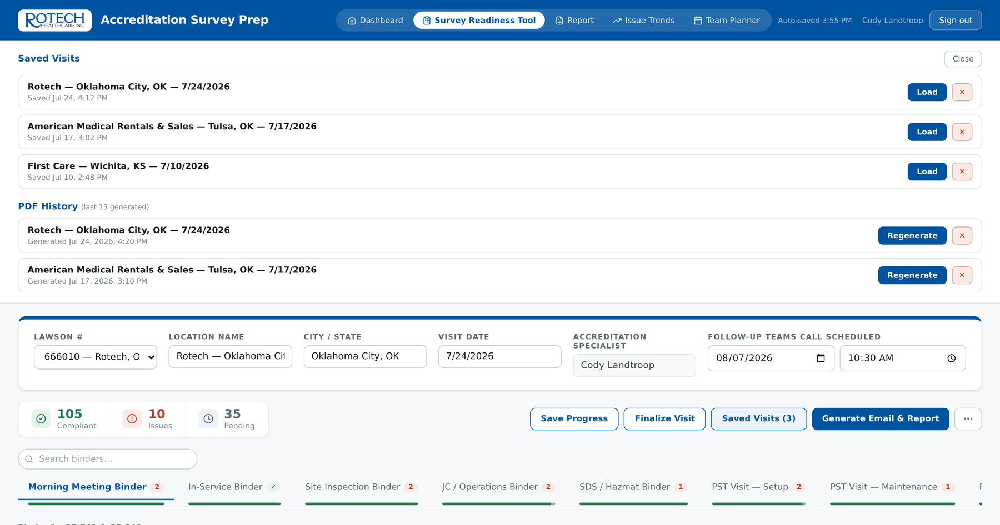 ROTECH
HEALTHCARE INC.
Accreditation Survey Prep
Dashboard
Survey Readiness Tool
Report
Issue Trends
Team Planner
Auto-saved 3:55 PM
Cody Landtroop
Sign out
Saved Visits
Close
Rotech — Oklahoma City, OK — 7/24/2026
Saved Jul 24, 4:12 PM
Load
×
American Medical Rentals & Sales — Tulsa, OK — 7/17/2026
Saved Jul 17, 3:02 PM
Load
×
First Care — Wichita, KS — 7/10/2026
Saved Jul 10, 2:48 PM
Load
×
PDF History (last 15 generated)
Rotech — Oklahoma City, OK — 7/24/2026
Generated Jul 24, 2026, 4:20 PM
Regenerate
×
American Medical Rentals & Sales — Tulsa, OK — 7/17/2026
Generated Jul 17, 2026, 3:10 PM
Regenerate
×
LAWSON #
666010 — Rotech, O
LOCATION NAME
Rotech — Oklahoma Cit
CITY / STATE
Oklahoma City, OK
VISIT DATE
7/24/2026
ACCREDITATION
SPECIALIST
Cody Landtroop
FOLLOW-UP TEAMS CALL SCHEDULED
08/07/2026
10:30 AM
105
Compliant
10
Issues
35
Pending
Save Progress
Finalize Visit
Saved Visits (3)
Generate Email & Report
···
Search binders...
Morning Meeting Binder 2
In-Service Binder ✓
Site Inspection Binder 2
JC / Operations Binder 2
SDS / Hazmat Binder 1
PST Visit — Setup 2
PST Visit — Maintenance 1